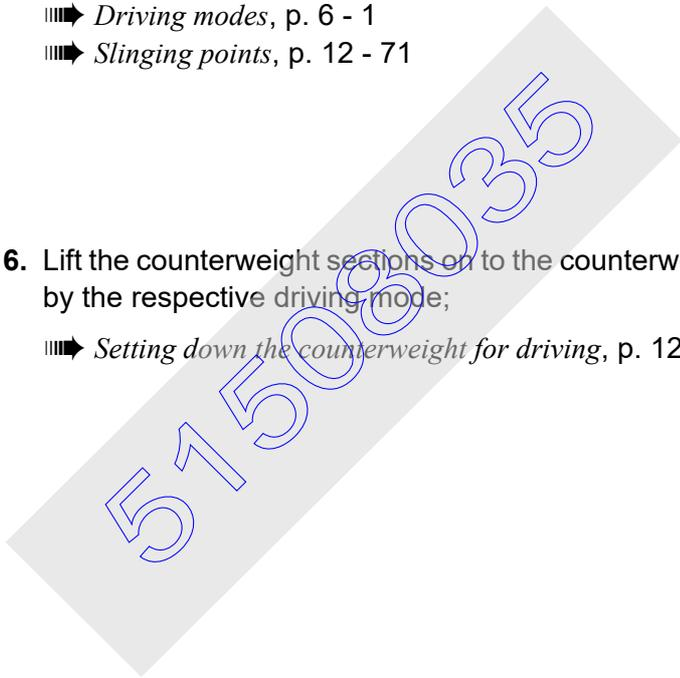 ➠ Driving modes, p. 6 - 1
➠ Slinging points, p. 12 - 71
6. Lift the counterweight sections on to the counterw
by the respective driving mode;
➠ Setting down the counterweight for driving, p. 12
51508035